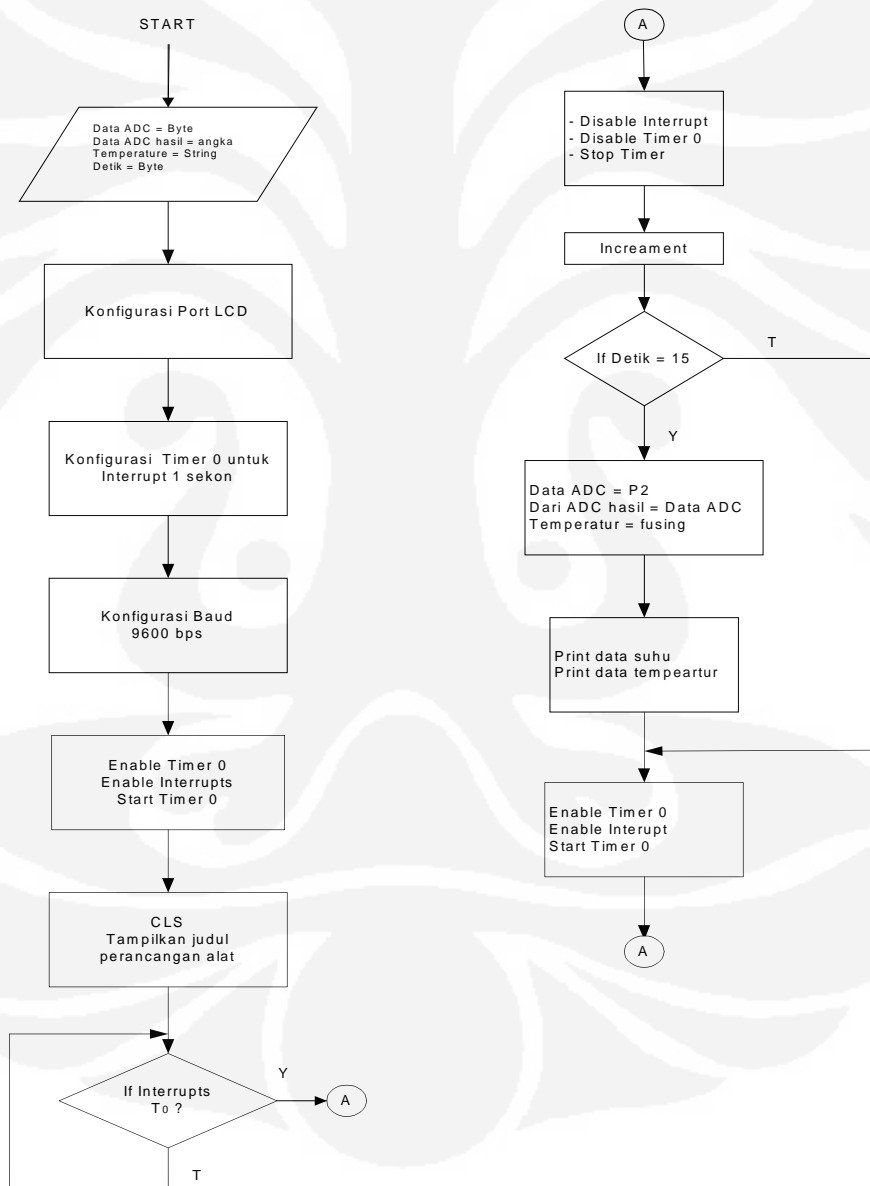 START
Data ADC = Byte
Data ADC hasil = angka
Temperature = String
Detik = Byte
Konfigurasi Port LCD
Konfigurasi Timer 0 untuk
Interrupt 1 sekon
Konfigurasi Baud
9600 bps
Enable Timer 0
Enable Interrupts
Start Timer 0
CLS
Tampilkan judul
perancangan alat
If Interrupts
T0 ?
Y
A
T
A
- Disable Interrupt
- Disable Timer 0
- Stop Timer
Increament
If Detik = 15
T
Y
Data ADC = P2
Dari ADC hasil = Data ADC
Temperatur = fusing
Print data suhu
Print data tempeartur
Enable Timer 0
Enable Interupt
Start Timer 0
A